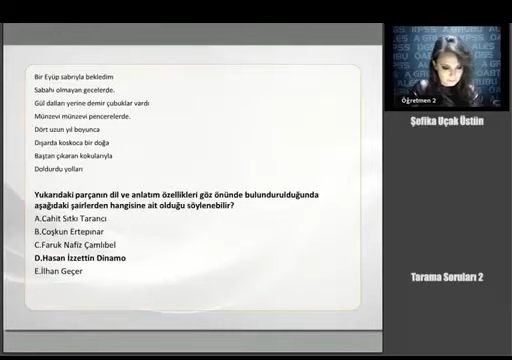 Bir Eyüp sabrıyla bekledim
Sabahı olmayan gecelerde.
Gül dalları yerine demir çubuklar vardı
Münzevi münzevi pencerelerde.
Dört uzun yıl boyunca
Dışarda koskoca bir doğa
Baştan çıkaran kokularıyla
Doldurdu yolları
Yukarıdaki parçanın dil ve anlatım özellikleri göz önünde bulundurulduğunda
aşağıdaki şairlerden hangisine ait olduğu söylenebilir?
A.Cahit Sıtkı Tarancı
B.Coşkun Ertepınar
C.Faruk Nafiz Çamlıbel
D.Hasan İzzettin Dinamo
E.İlhan Geçer
Öğretmen 2
Şefika Uçak Üstün
Tarama Soruları 2